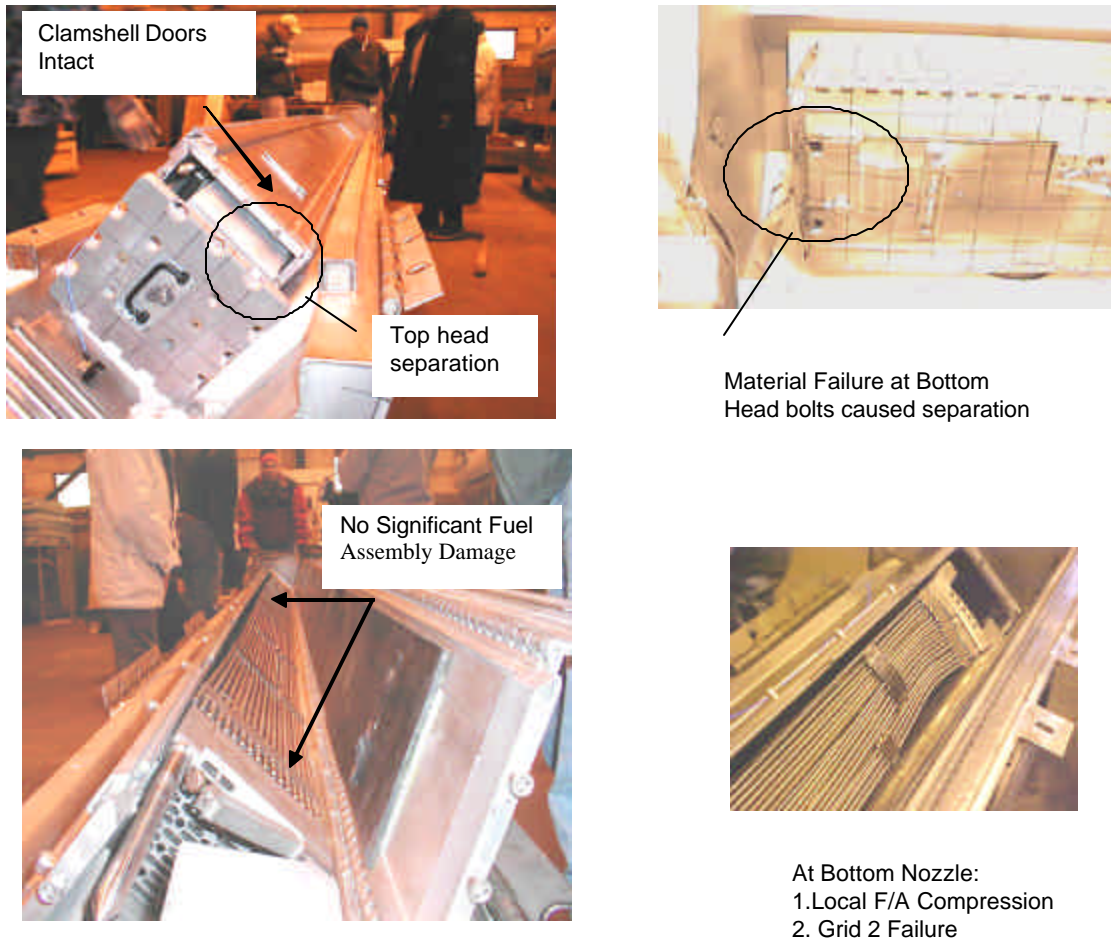 Clamshell Doors
Intact
Top head
separation
Material Failure at Bottom
Head bolts caused separation
No Significant Fuel
Assembly Damage
At Bottom Nozzle:
1.Local F/A Compression
2. Grid 2 Failure